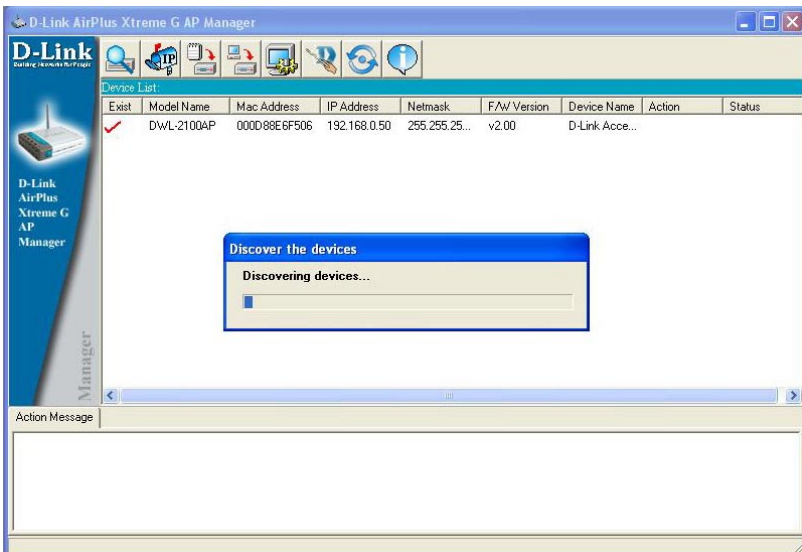 D-Link AirPlus Xtreme G AP Manager
D-Link
Building Networks for People
IP
Device List:
Exist Model Name Mac Address IP Address Netmask F/W Version Device Name Action Status
DWL-2100AP 000D88E6F506 192.168.0.50 255.255.25... v2.00 D-Link Acce...
D-Link
AirPlus
Xtreme G
AP
Manager
Manager
Discover the devices
Discovering devices...
Action Message